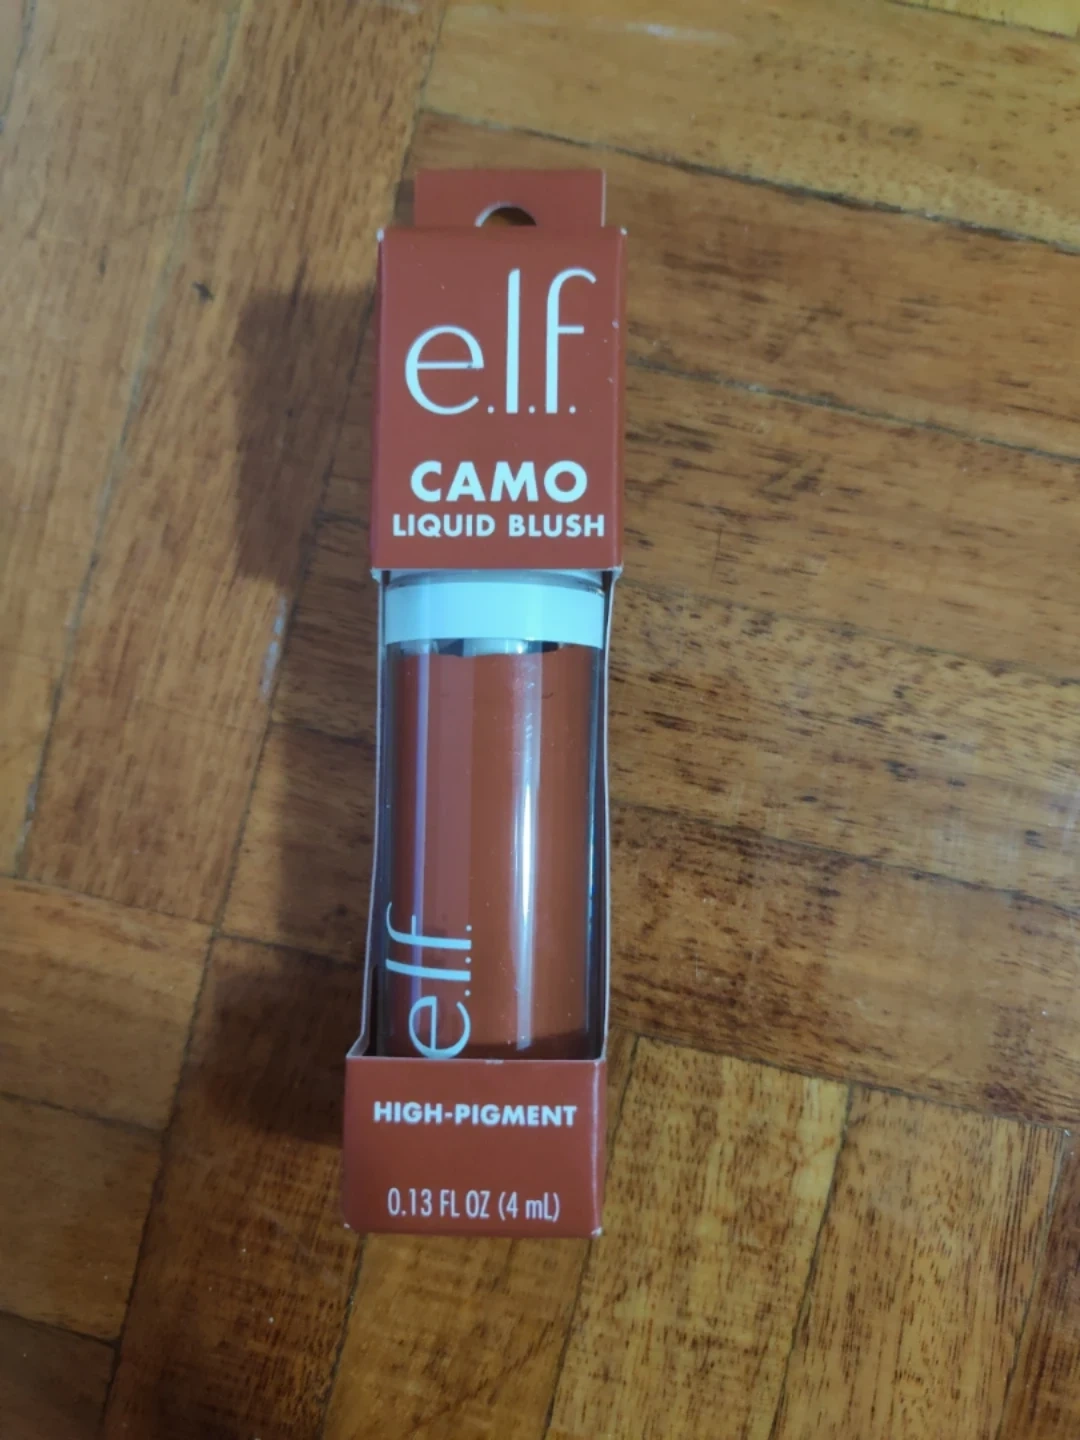 e.l.f.
CAMO
LIQUID BLUSH
e.l.f.
HIGH-PIGMENT
0.13 FL OZ (4 mL)